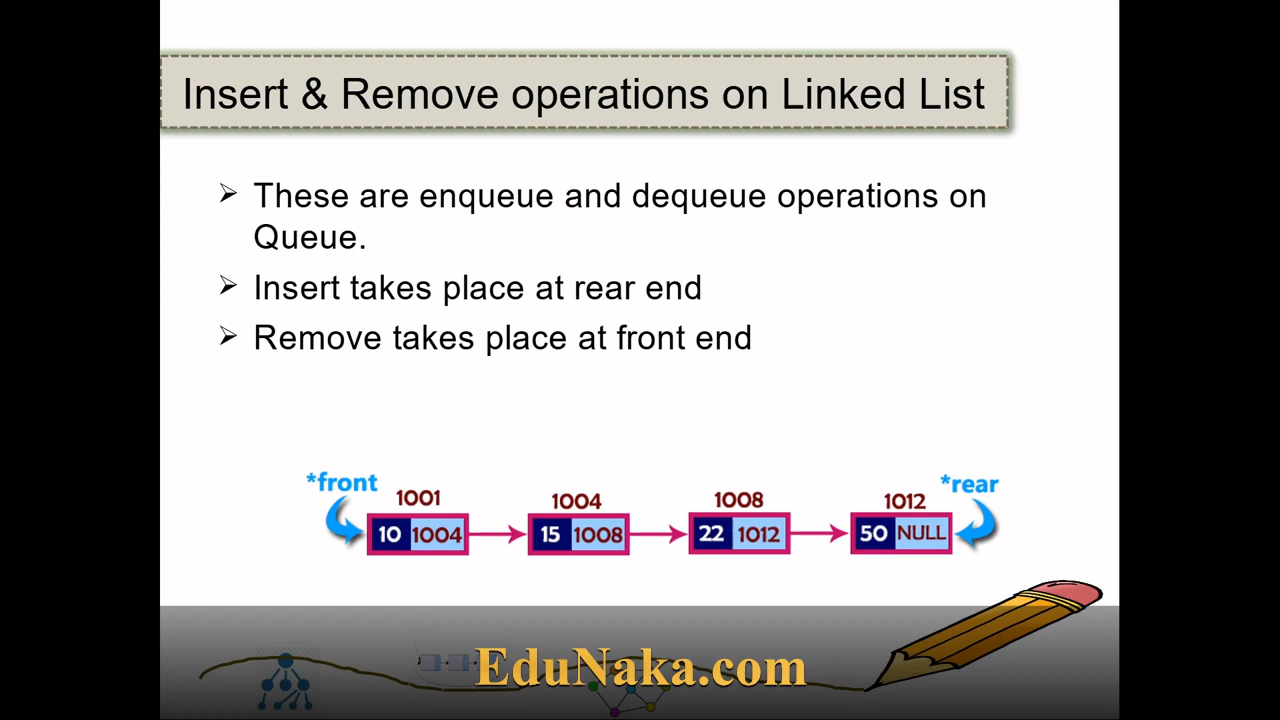 Insert & Remove operations on Linked List
➢ These are enqueue and dequeue operations on
Queue.
➢ Insert takes place at rear end
➢ Remove takes place at front end
*front
*rear
1001
1004
1008
1012
10 1004
15 1008
22 1012
50 NULL
EduNaka.com